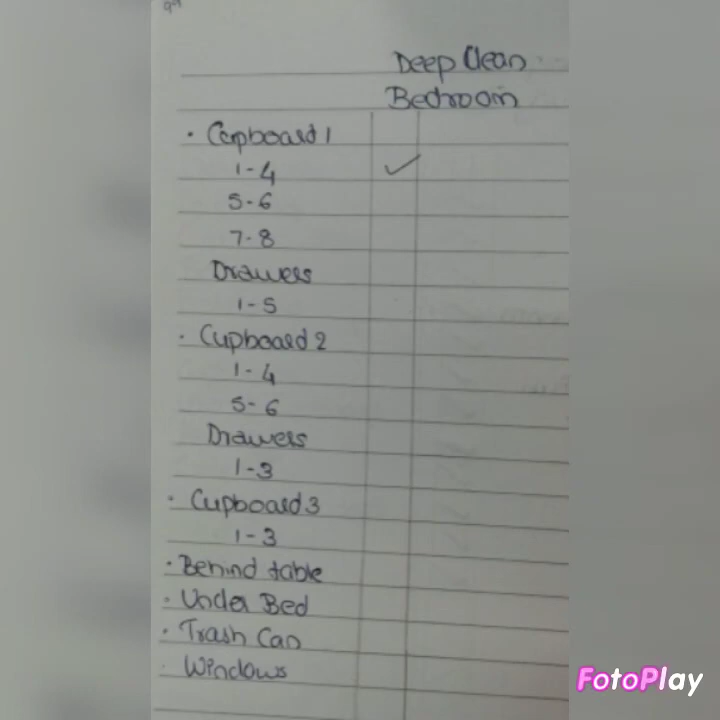 99
Deep Clean
Bedroom
• Cupboard 1
1-4 ✓
5-6
7-8
Drawers
1-5
• Cupboard 2
1-4
5-6
Drawers
1-3
• Cupboard 3
1-3
• Behind table
• Under Bed
• Trash Can
• Windows
FotoPlay